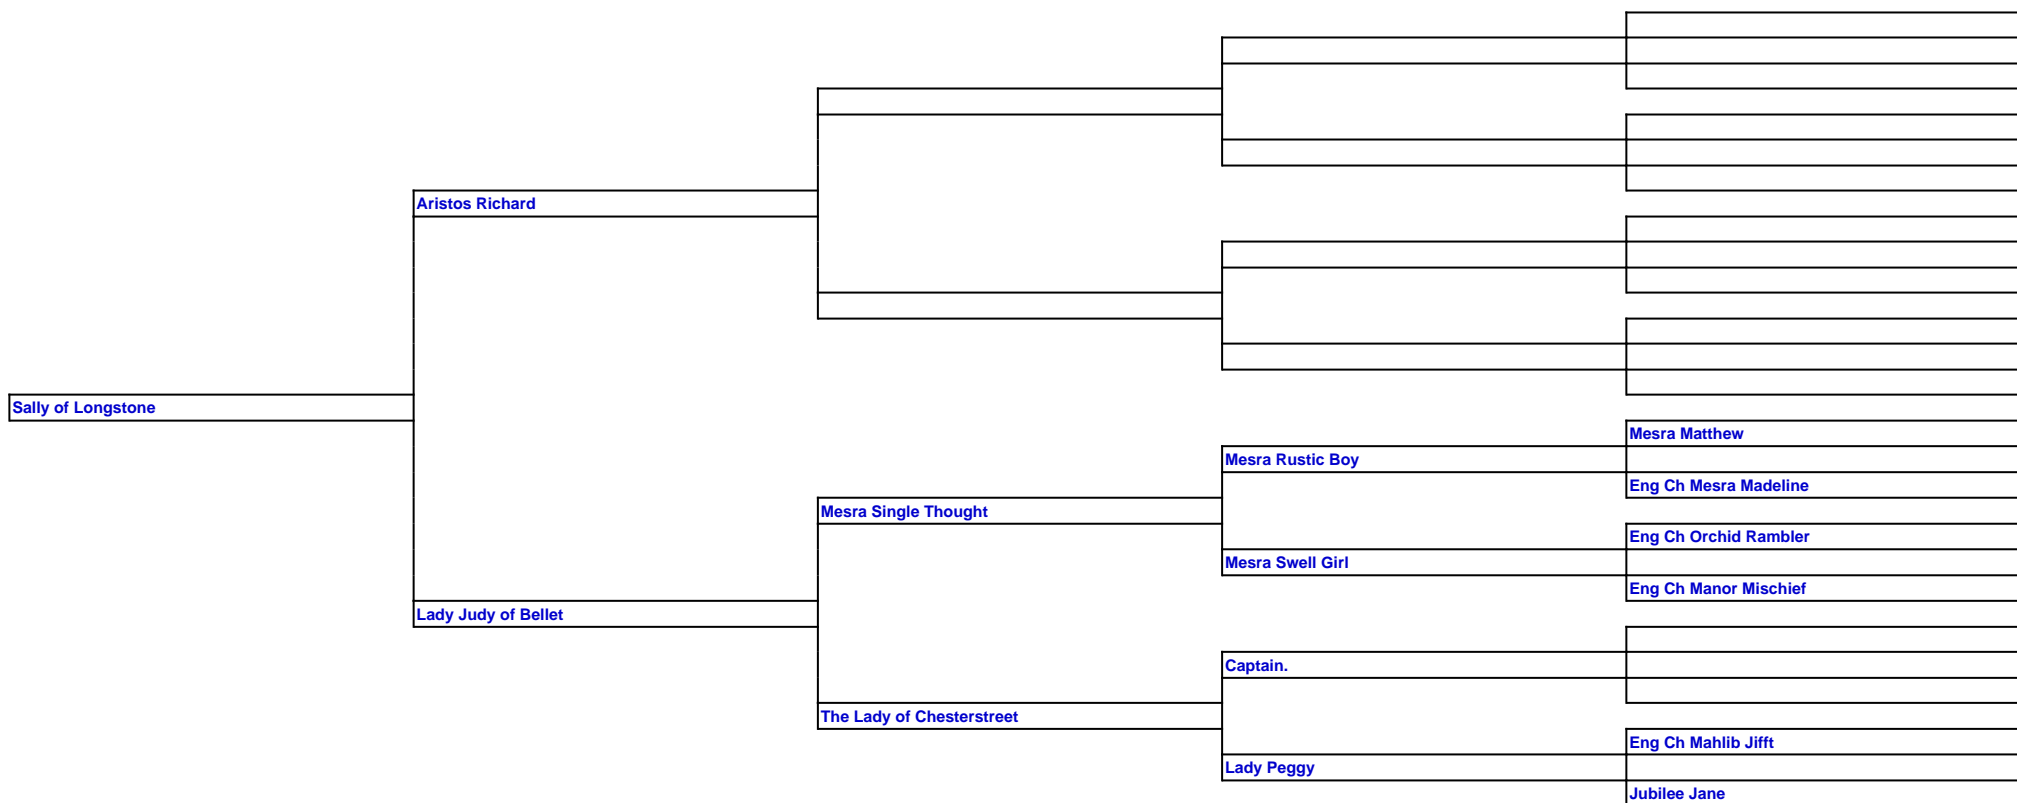 Aristos Richard
Sally of Longstone
Mesra Matthew
Mesra Rustic Boy
Eng Ch Mesra Madeline
Mesra Single Thought
Eng Ch Orchid Rambler
Mesra Swell Girl
Eng Ch Manor Mischief
Lady Judy of Bellet
Captain.
The Lady of Chesterstreet
Eng Ch Mahlib Jifft
Lady Peggy
Jubilee Jane